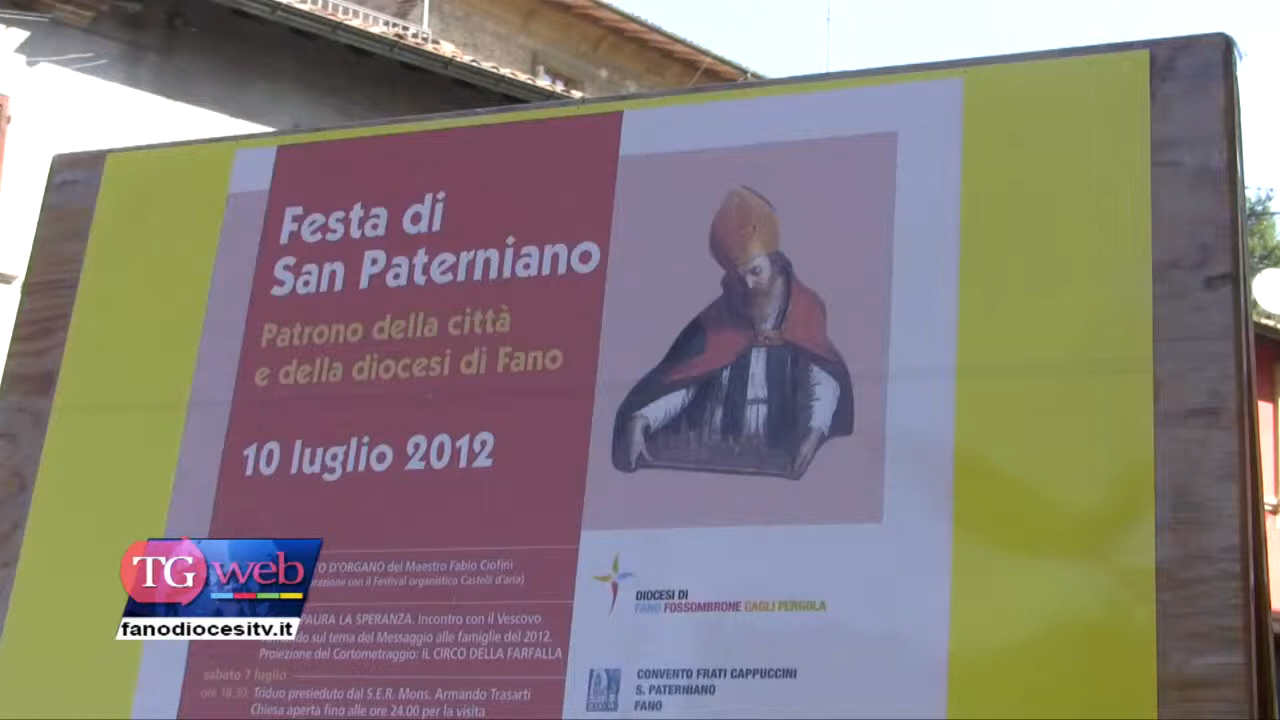 Festa di
San Paterniano
Patrono della città
e della diocesi di Fano
10 luglio 2012
O D'ORGANO del Maestro Fabio Ciofini
orazione con il Festival organistico Castelli d'aria)
PAURA LA SPERANZA. Incontro con il Vescovo
sul tema del Messaggio alle famiglie del 2012.
Proiezione del Cortometraggio: IL CIRCO DELLA FARFALLA
sabato 7 luglio
ore 18.30: Triduo presieduto dal S.E.R. Mons. Armando Trasarti
Chiesa aperta fino alle ore 24.00 per la visita
DIOCESI DI
FANO FOSSOMBRONE CAGLI PERGOLA
CONVENTO FRATI CAPPUCCINI
S. PATERNIANO
FANO
TG web
fanodiocesitv.it